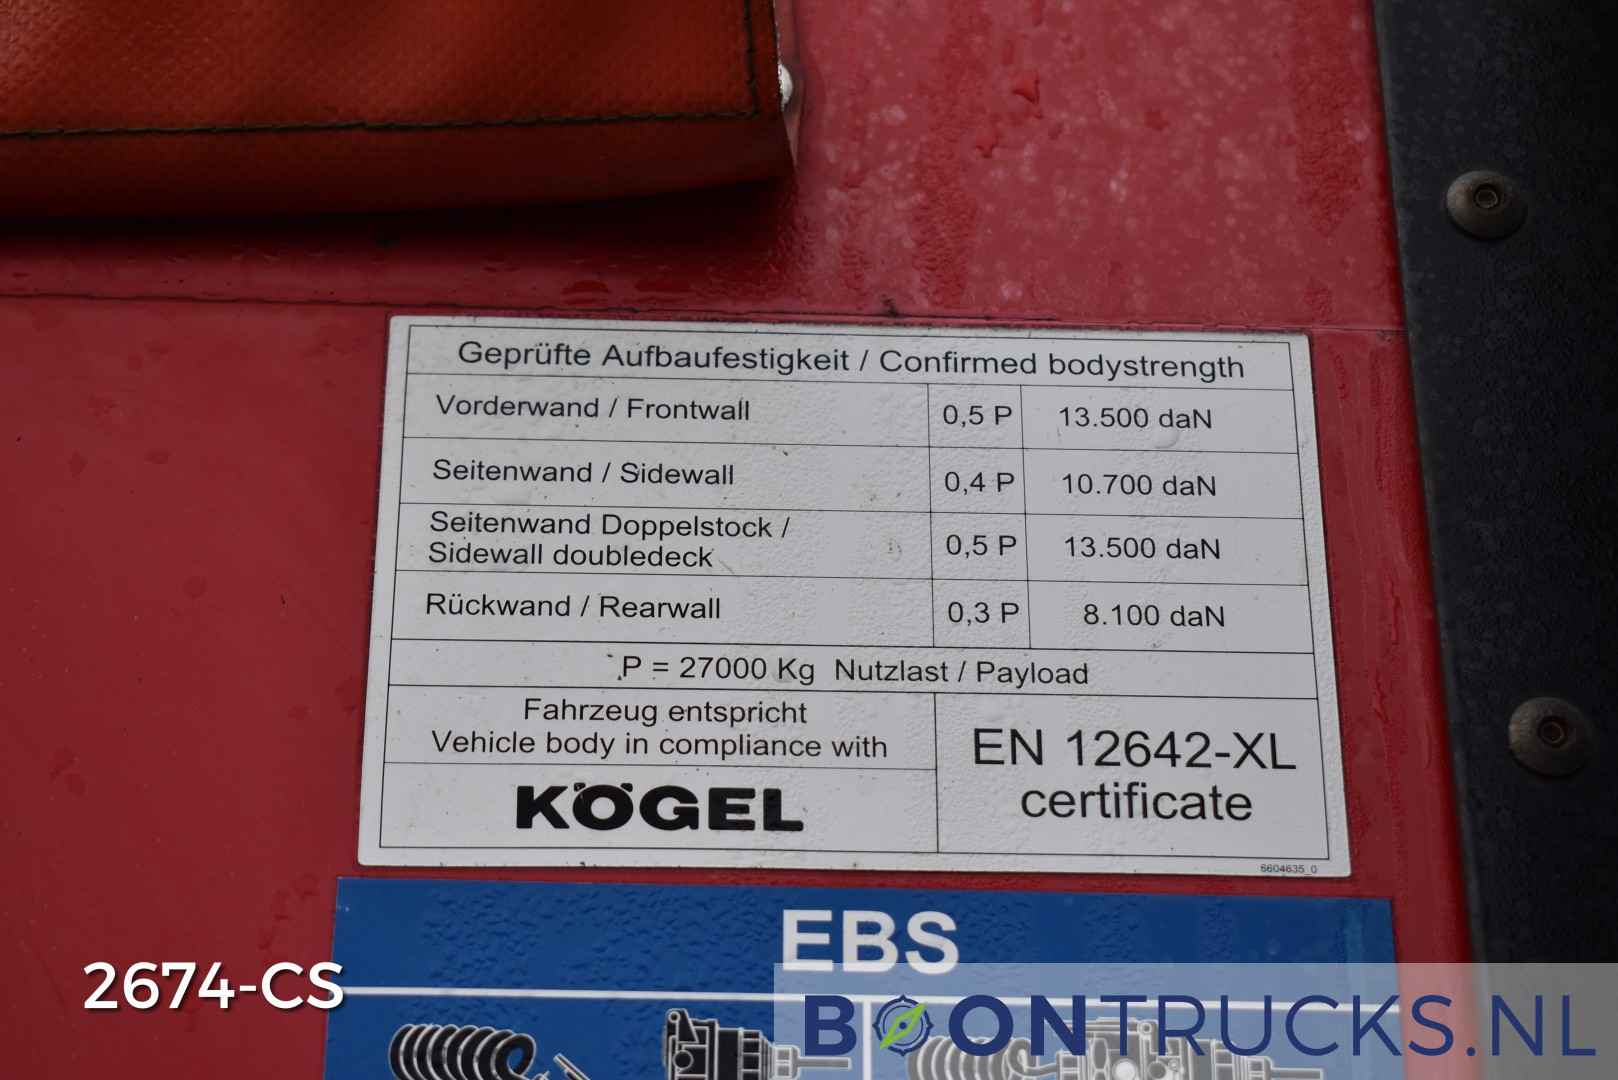 Geprüfte Aufbaufestigkeit / Confirmed bodystrength
Vorderwand / Frontwall 0,5 P 13.500 daN
Seitenwand / Sidewall 0,4 P 10.700 daN
Seitenwand Doppelstock /
Sidewall doubledeck 0,5 P 13.500 daN
Rückwand / Rearwall 0,3 P 8.100 daN
P = 27000 Kg Nutzlast / Payload
Fahrzeug entspricht
Vehicle body in compliance with
KÖGEL
EN 12642-XL
certificate
6604635_0
EBS
2674-CS
BOONTRUCKS.NL